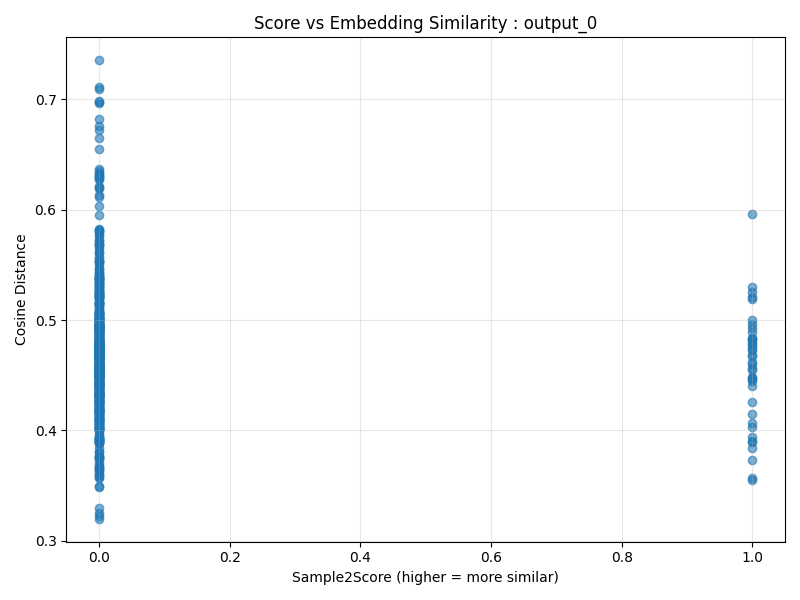 Score vs Embedding Similarity : output_0
Cosine Distance
0.7
0.6
0.5
0.4
0.3
0.0 0.2 0.4 0.6 0.8 1.0
Sample2Score (higher = more similar)